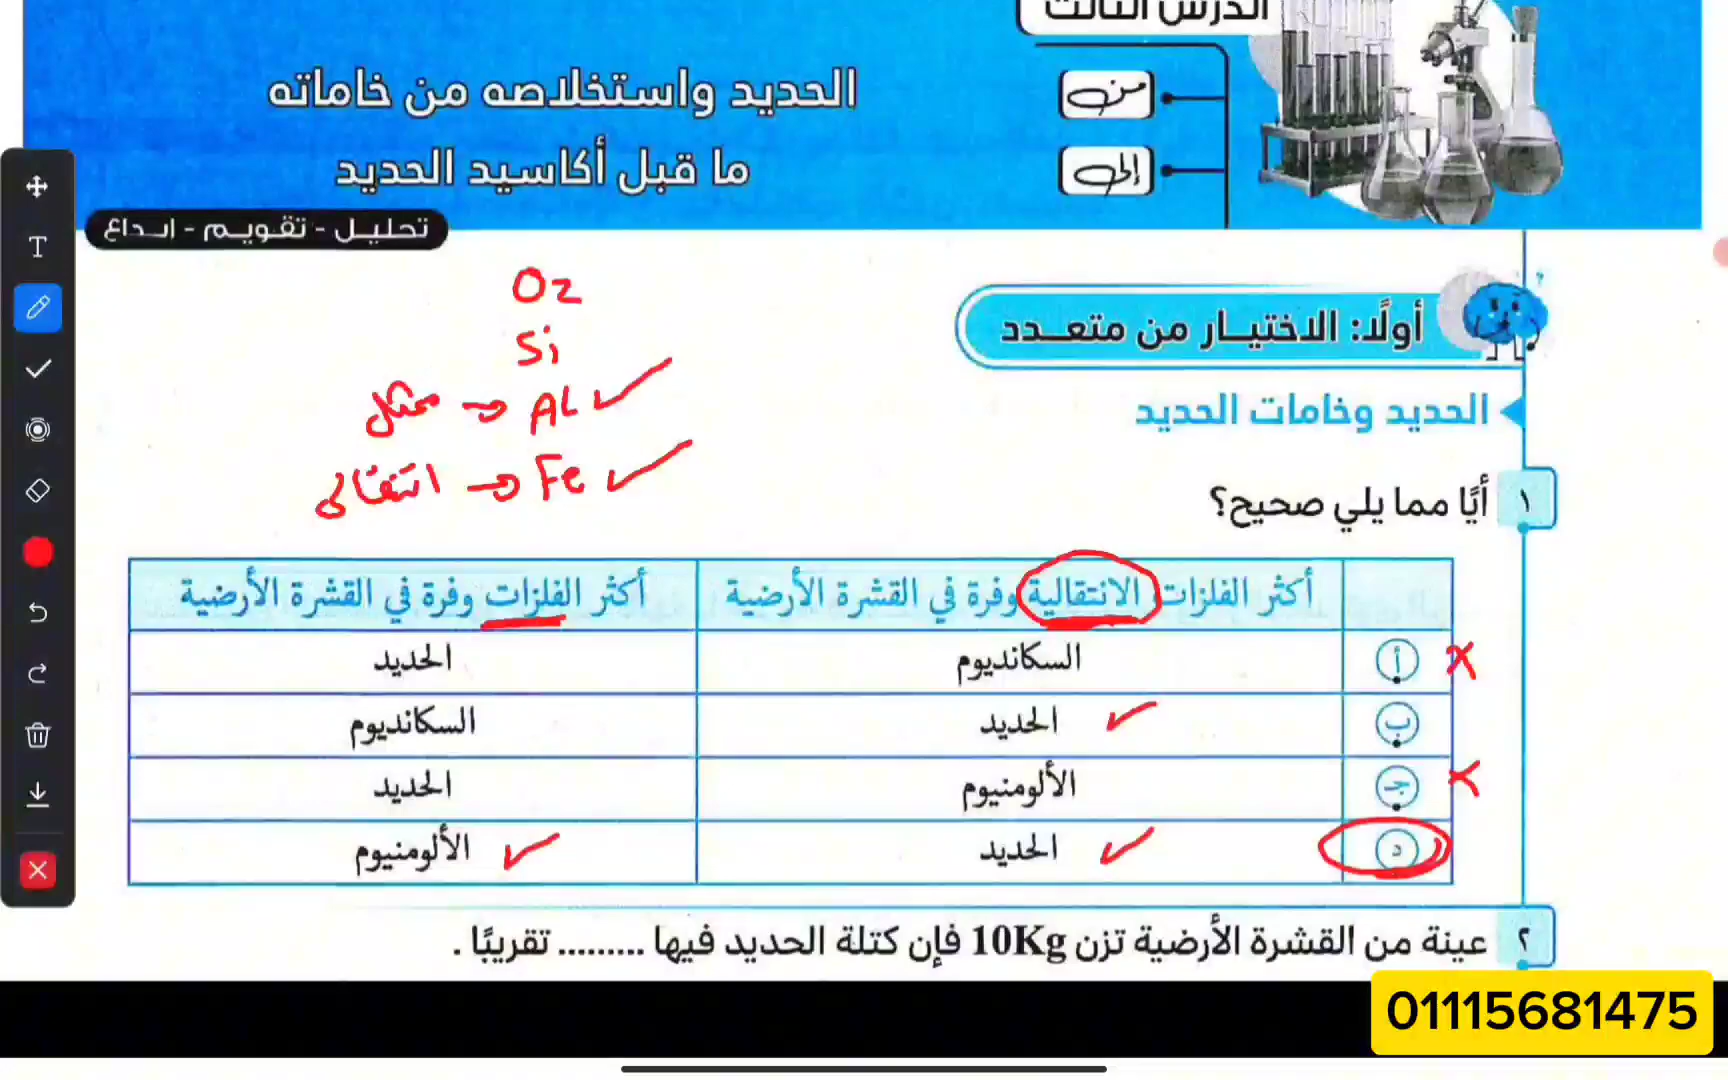 الدرس الثالث
الحديد واستخلاصه من خاماته
من
ما قبل أكاسيد الحديد
إلى
تحليل - تقويم - ابداع
O2
Si
ممثل → AL
انتقالى → Fe
أولًا: الاختيار من متعدد
الحديد وخامات الحديد
١ أيًا مما يلي صحيح؟
أكثر الفلزات الانتقالية وفرة في القشرة الأرضية أكثر الفلزات وفرة في القشرة الأرضية
أ السكانديوم الحديد
ب الحديد السكانديوم
جـ الألومنيوم الحديد
د الحديد الألومنيوم
٢ عينة من القشرة الأرضية تزن 10Kg فإن كتلة الحديد فيها ......... تقريبًا .
01115681475